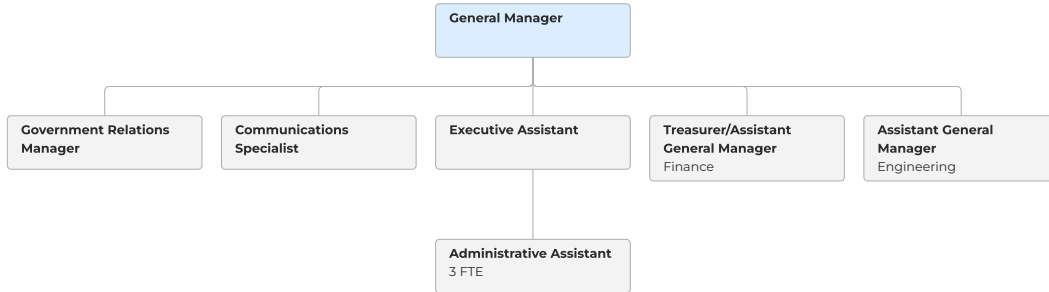 General Manager
Government Relations
Manager
Communications
Specialist
Executive Assistant
Treasurer/Assistant
General Manager
Finance
Assistant General
Manager
Engineering
Administrative Assistant
3 FTE